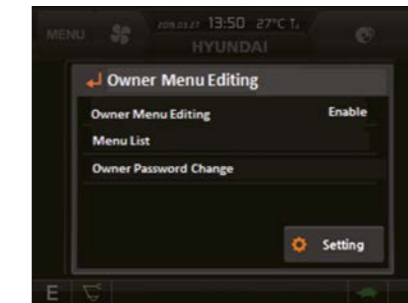 MENU 13:50 27°C
HYUNDAI
Owner Menu Editing
Owner Menu Editing Enable
Menu List
Owner Password Change
Setting
E